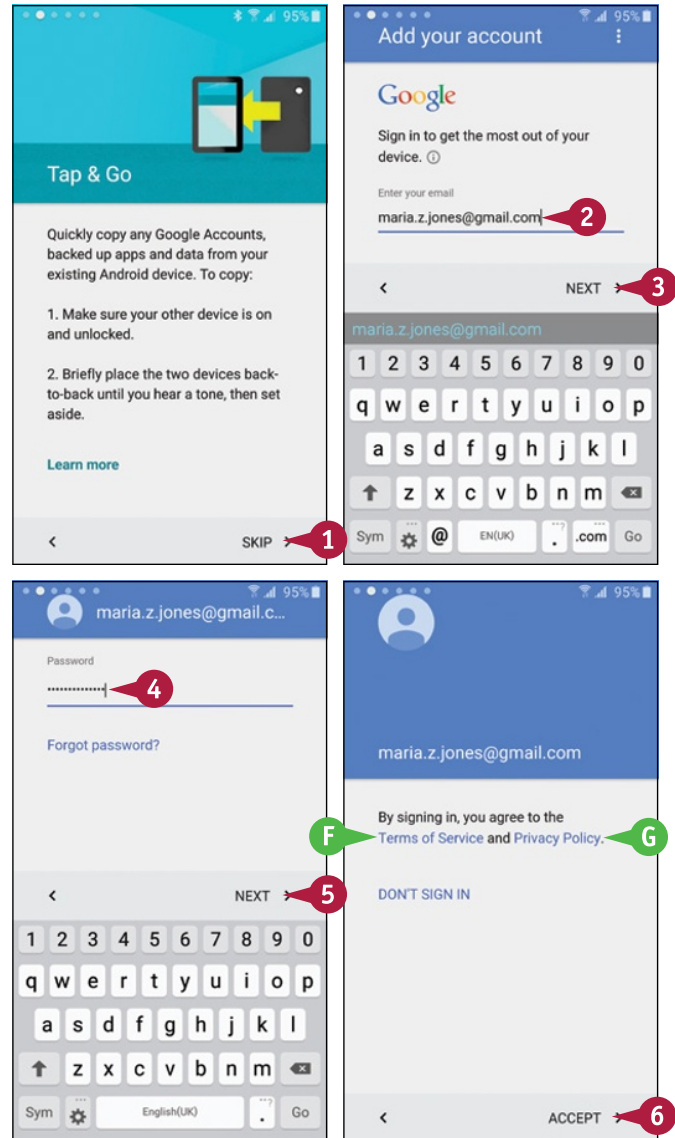 95%
Tap & Go
Quickly copy any Google Accounts,
backed up apps and data from your
existing Android device. To copy:
1. Make sure your other device is on
and unlocked.
2. Briefly place the two devices back-
to-back until you hear a tone, then set
aside.
Learn more
SKIP
1
95%
Add your account
Google
Sign in to get the most out of your
device.
Enter your email
maria.z.jones@gmail.com
2
NEXT
3
maria.z.jones@gmail.com
1 2 3 4 5 6 7 8 9 0
q w e r t y u i o p
a s d f g h j k l
z x c v b n m
Sym @ EN(UK) . .com Go
95%
maria.z.jones@gmail.c...
Password
4
Forgot password?
NEXT
5
1 2 3 4 5 6 7 8 9 0
q w e r t y u i o p
a s d f g h j k l
z x c v b n m
Sym English(UK) . Go
95%
maria.z.jones@gmail.com
By signing in, you agree to the
F Terms of Service and Privacy Policy. G
DON'T SIGN IN
ACCEPT
6